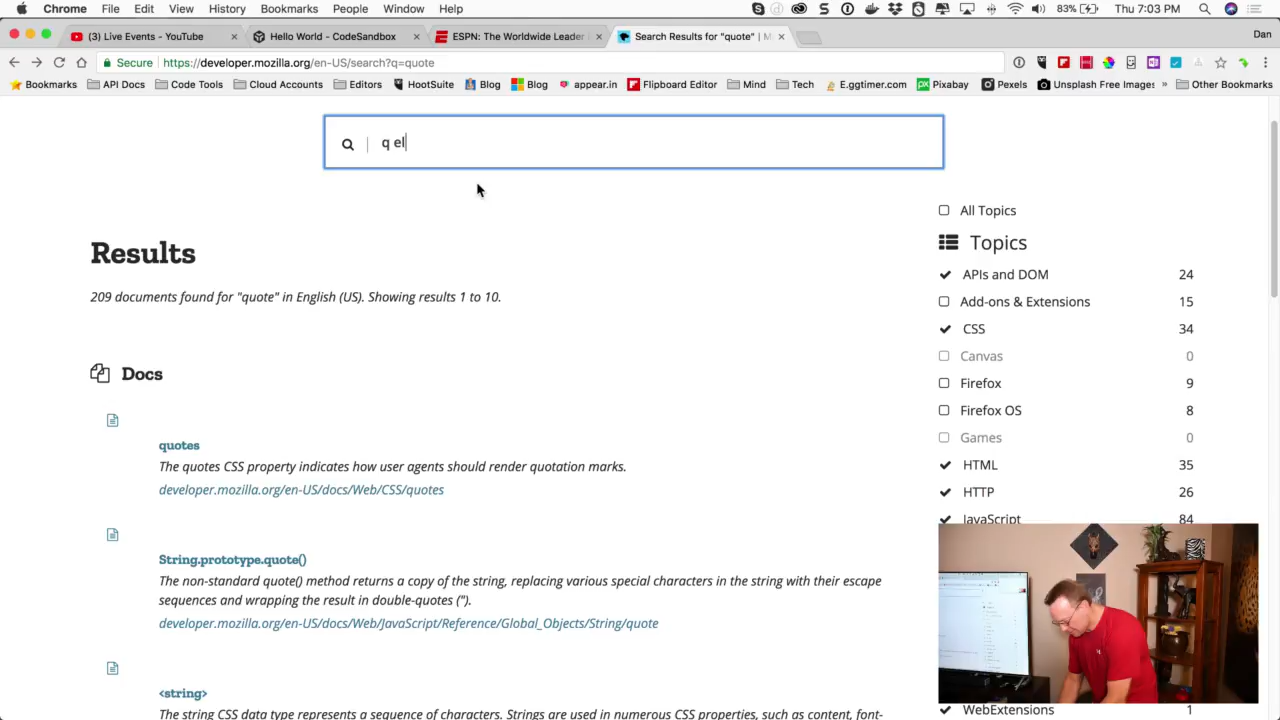 Chrome File Edit View History Bookmarks People Window Help 83% Thu 7:03 PM
(3) Live Events - YouTube Hello World - CodeSandbox ESPN: The Worldwide Leader Search Results for "quote" | M Dan
Secure https://developer.mozilla.org/en-US/search?q=quote
Bookmarks API Docs Code Tools Cloud Accounts Editors HootSuite Blog Blog appear.in Flipboard Editor Mind Tech E.ggtimer.com Pixabay Pexels Unsplash Free Images » Other Bookmarks
q el
All Topics
Topics
APIs and DOM 24
Add-ons & Extensions 15
CSS 34
Canvas 0
Firefox 9
Firefox OS 8
Games 0
HTML 35
HTTP 26
JavaScript 84
WebExtensions 1
Results
209 documents found for "quote" in English (US). Showing results 1 to 10.
Docs
quotes
The quotes CSS property indicates how user agents should render quotation marks.
developer.mozilla.org/en-US/docs/Web/CSS/quotes
String.prototype.quote()
The non-standard quote() method returns a copy of the string, replacing various special characters in the string with their escape
sequences and wrapping the result in double-quotes (").
developer.mozilla.org/en-US/docs/Web/JavaScript/Reference/Global_Objects/String/quote
<string>
The string CSS data type represents a sequence of characters. Strings are used in numerous CSS properties, such as content, font-